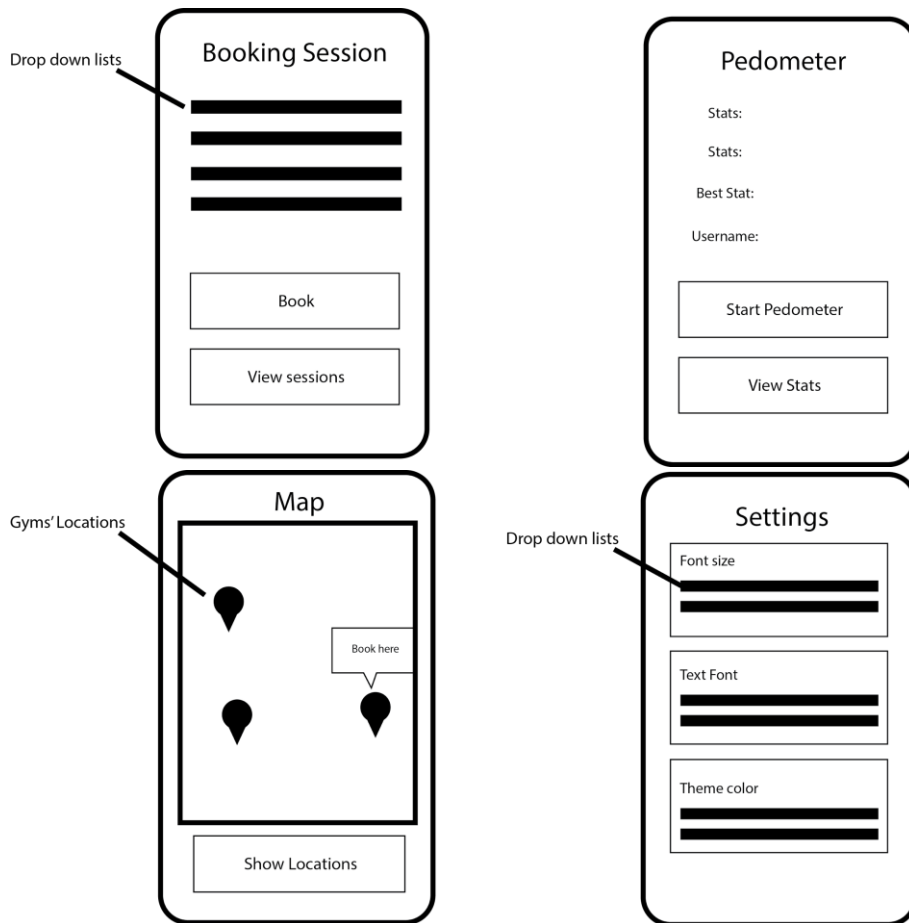 Booking Session
Drop down lists
Book
View sessions
Pedometer
Stats:
Stats:
Best Stat:
Username:
Start Pedometer
View Stats
Map
Gyms' Locations
Book here
Show Locations
Settings
Drop down lists
Font size
Text Font
Theme color